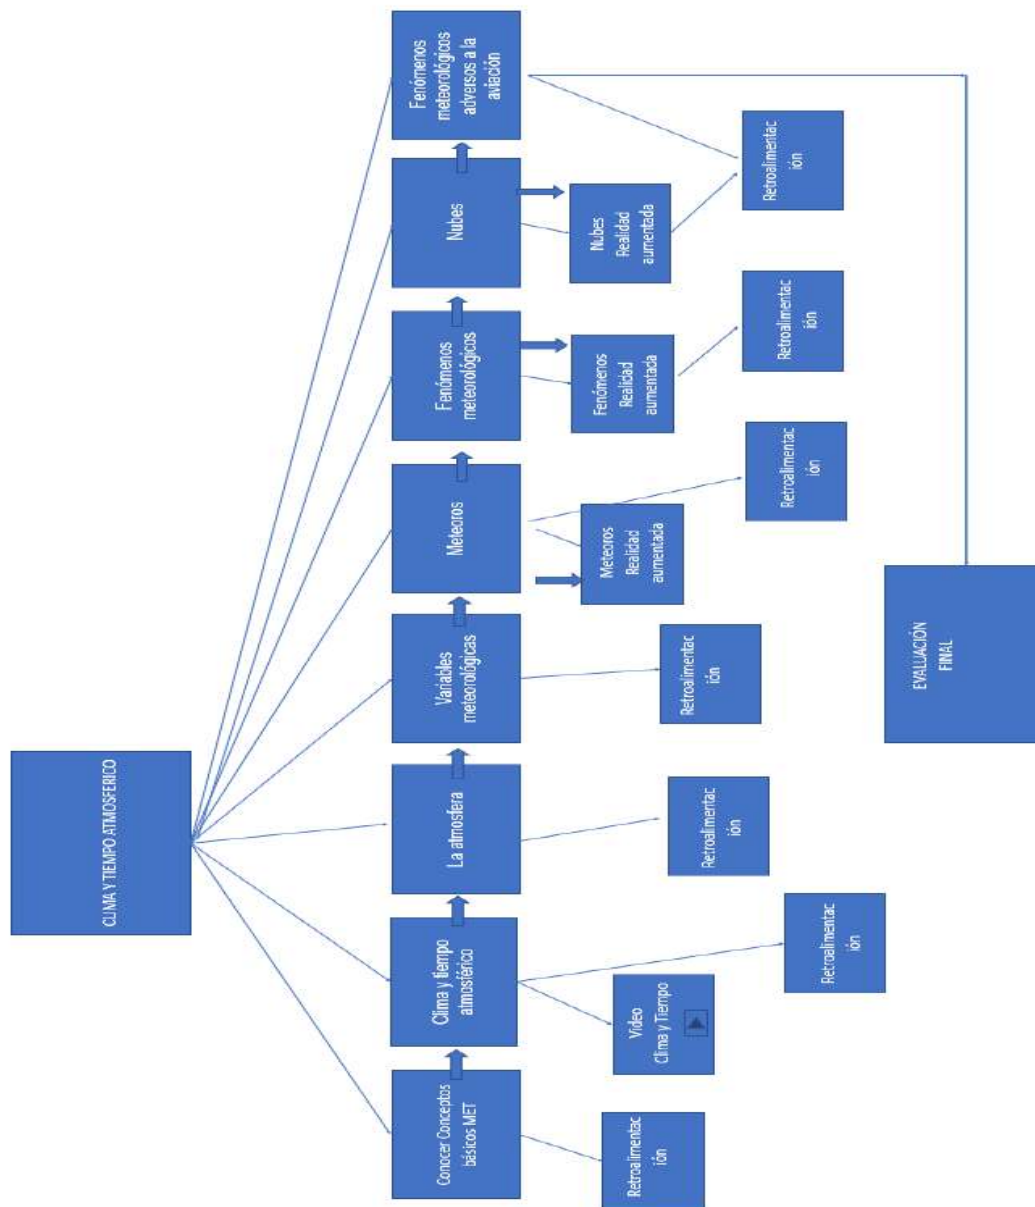 CLIMA Y TIEMPO ATMOSFERICO
Conocer Conceptos
básicos MET
Clima y tiempo
atmosférico
La atmosfera
Variables
meteorológicas
Meteoros
Fenómenos
meteorológicos
Nubes
Fenómenos
meteorológicos
adversos a la
aviación
Retroalimentac
ión
Video
Clima y Tiempo
Retroalimentac
ión
Retroalimentac
ión
Retroalimentac
ión
Meteoros
Realidad
aumentada
Retroalimentac
ión
Fenómenos
Realidad
aumentada
Retroalimentac
ión
Nubes
Realidad
aumentada
Retroalimentac
ión
EVALUACIÓN
FINAL